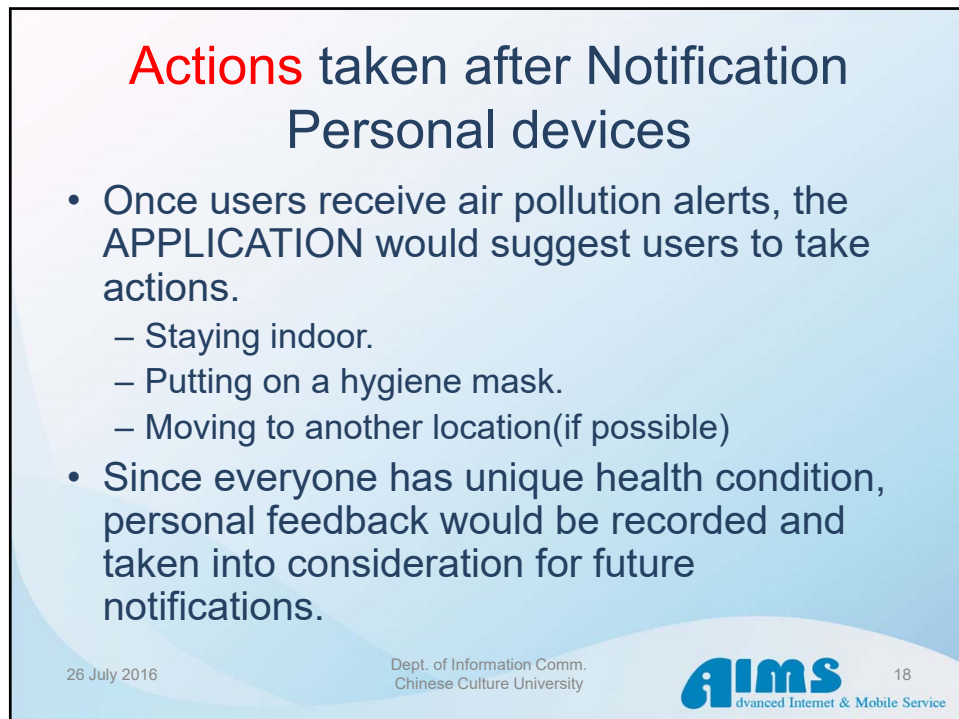 Actions taken after Notification
Personal devices
• Once users receive air pollution alerts, the
APPLICATION would suggest users to take
actions.
– Staying indoor.
– Putting on a hygiene mask.
– Moving to another location(if possible)
• Since everyone has unique health condition,
personal feedback would be recorded and
taken into consideration for future
notifications.
26 July 2016
Dept. of Information Comm.
Chinese Culture University
AIMS
dvanced Internet & Mobile Service
18